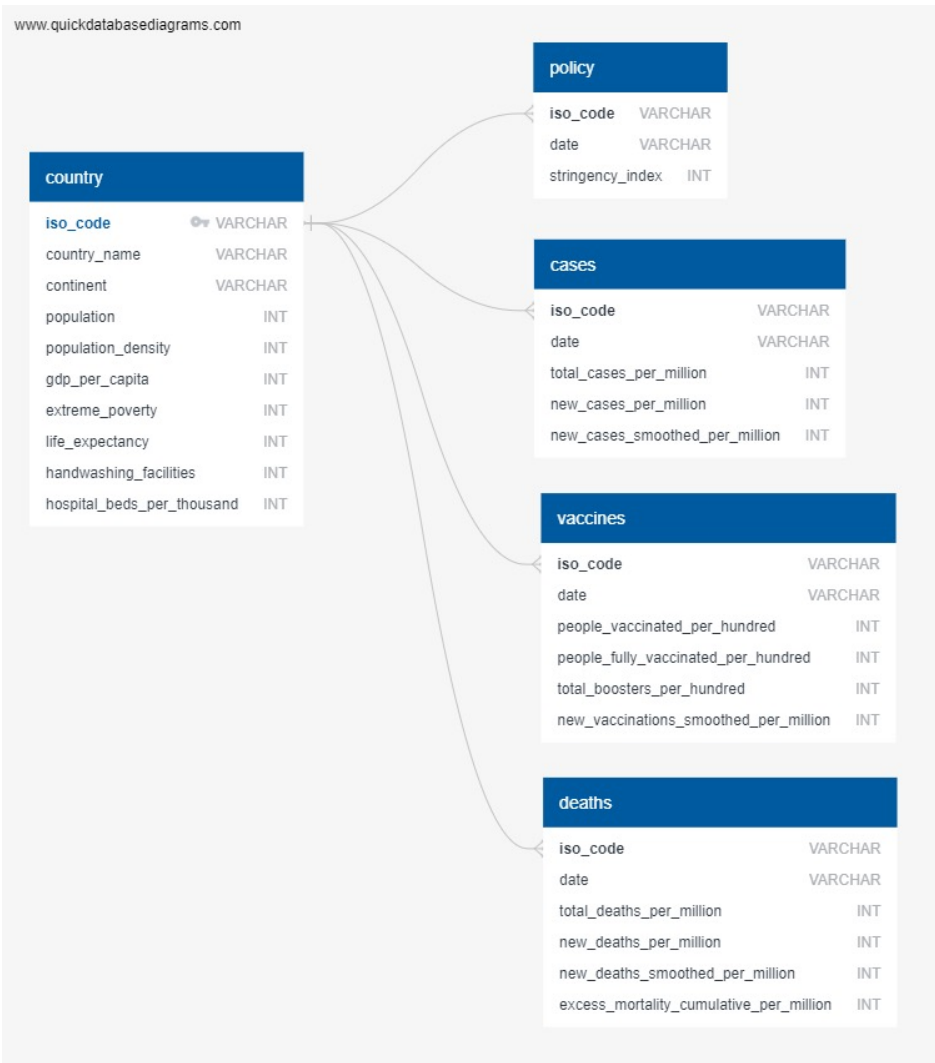 www.quickdatabasediagrams.com
country
iso_code VARCHAR
country_name VARCHAR
continent VARCHAR
population INT
population_density INT
gdp_per_capita INT
extreme_poverty INT
life_expectancy INT
handwashing_facilities INT
hospital_beds_per_thousand INT
policy
iso_code VARCHAR
date VARCHAR
stringency_index INT
cases
iso_code VARCHAR
date VARCHAR
total_cases_per_million INT
new_cases_per_million INT
new_cases_smoothed_per_million INT
vaccines
iso_code VARCHAR
date VARCHAR
people_vaccinated_per_hundred INT
people_fully_vaccinated_per_hundred INT
total_boosters_per_hundred INT
new_vaccinations_smoothed_per_million INT
deaths
iso_code VARCHAR
date VARCHAR
total_deaths_per_million INT
new_deaths_per_million INT
new_deaths_smoothed_per_million INT
excess_mortality_cumulative_per_million INT